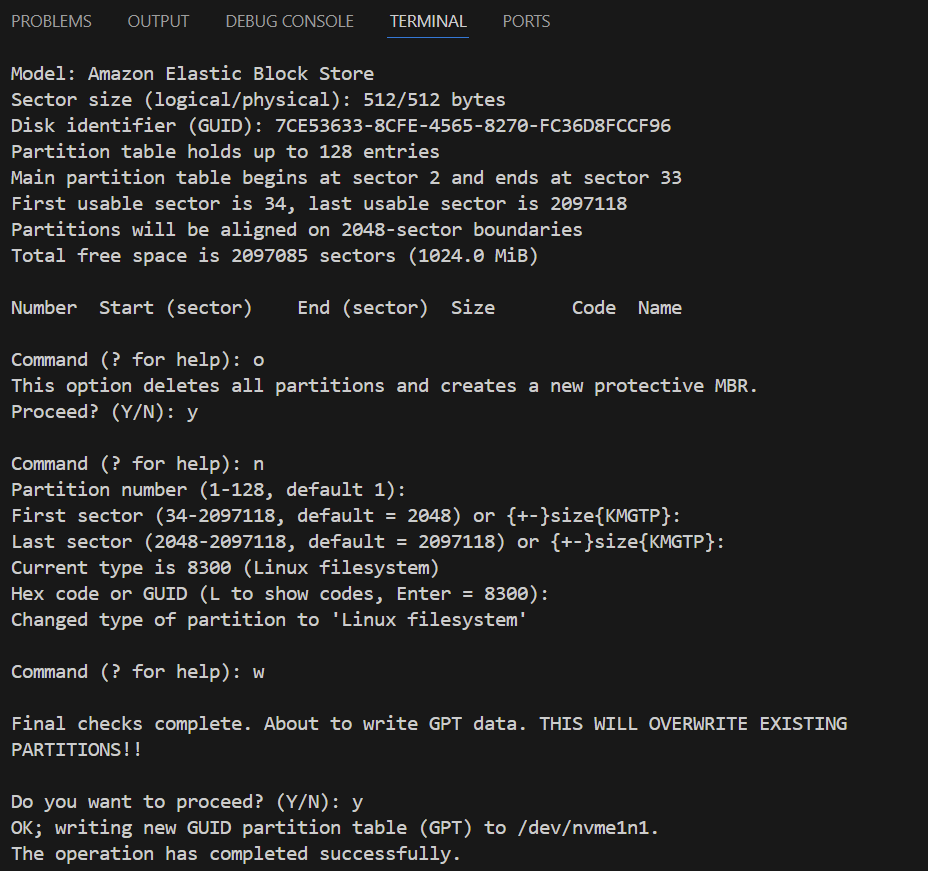 PROBLEMS OUTPUT DEBUG CONSOLE TERMINAL PORTS
Model: Amazon Elastic Block Store
Sector size (logical/physical): 512/512 bytes
Disk identifier (GUID): 7CE53633-8CFE-4565-8270-FC36D8FCCF96
Partition table holds up to 128 entries
Main partition table begins at sector 2 and ends at sector 33
First usable sector is 34, last usable sector is 2097118
Partitions will be aligned on 2048-sector boundaries
Total free space is 2097085 sectors (1024.0 MiB)
Number  Start (sector)    End (sector)  Size       Code  Name
Command (? for help): o
This option deletes all partitions and creates a new protective MBR.
Proceed? (Y/N): y
Command (? for help): n
Partition number (1-128, default 1):
First sector (34-2097118, default = 2048) or {+-}size{KMGTP}:
Last sector (2048-2097118, default = 2097118) or {+-}size{KMGTP}:
Current type is 8300 (Linux filesystem)
Hex code or GUID (L to show codes, Enter = 8300):
Changed type of partition to 'Linux filesystem'
Command (? for help): w
Final checks complete. About to write GPT data. THIS WILL OVERWRITE EXISTING
PARTITIONS!!
Do you want to proceed? (Y/N): y
OK; writing new GUID partition table (GPT) to /dev/nvme1n1.
The operation has completed successfully.